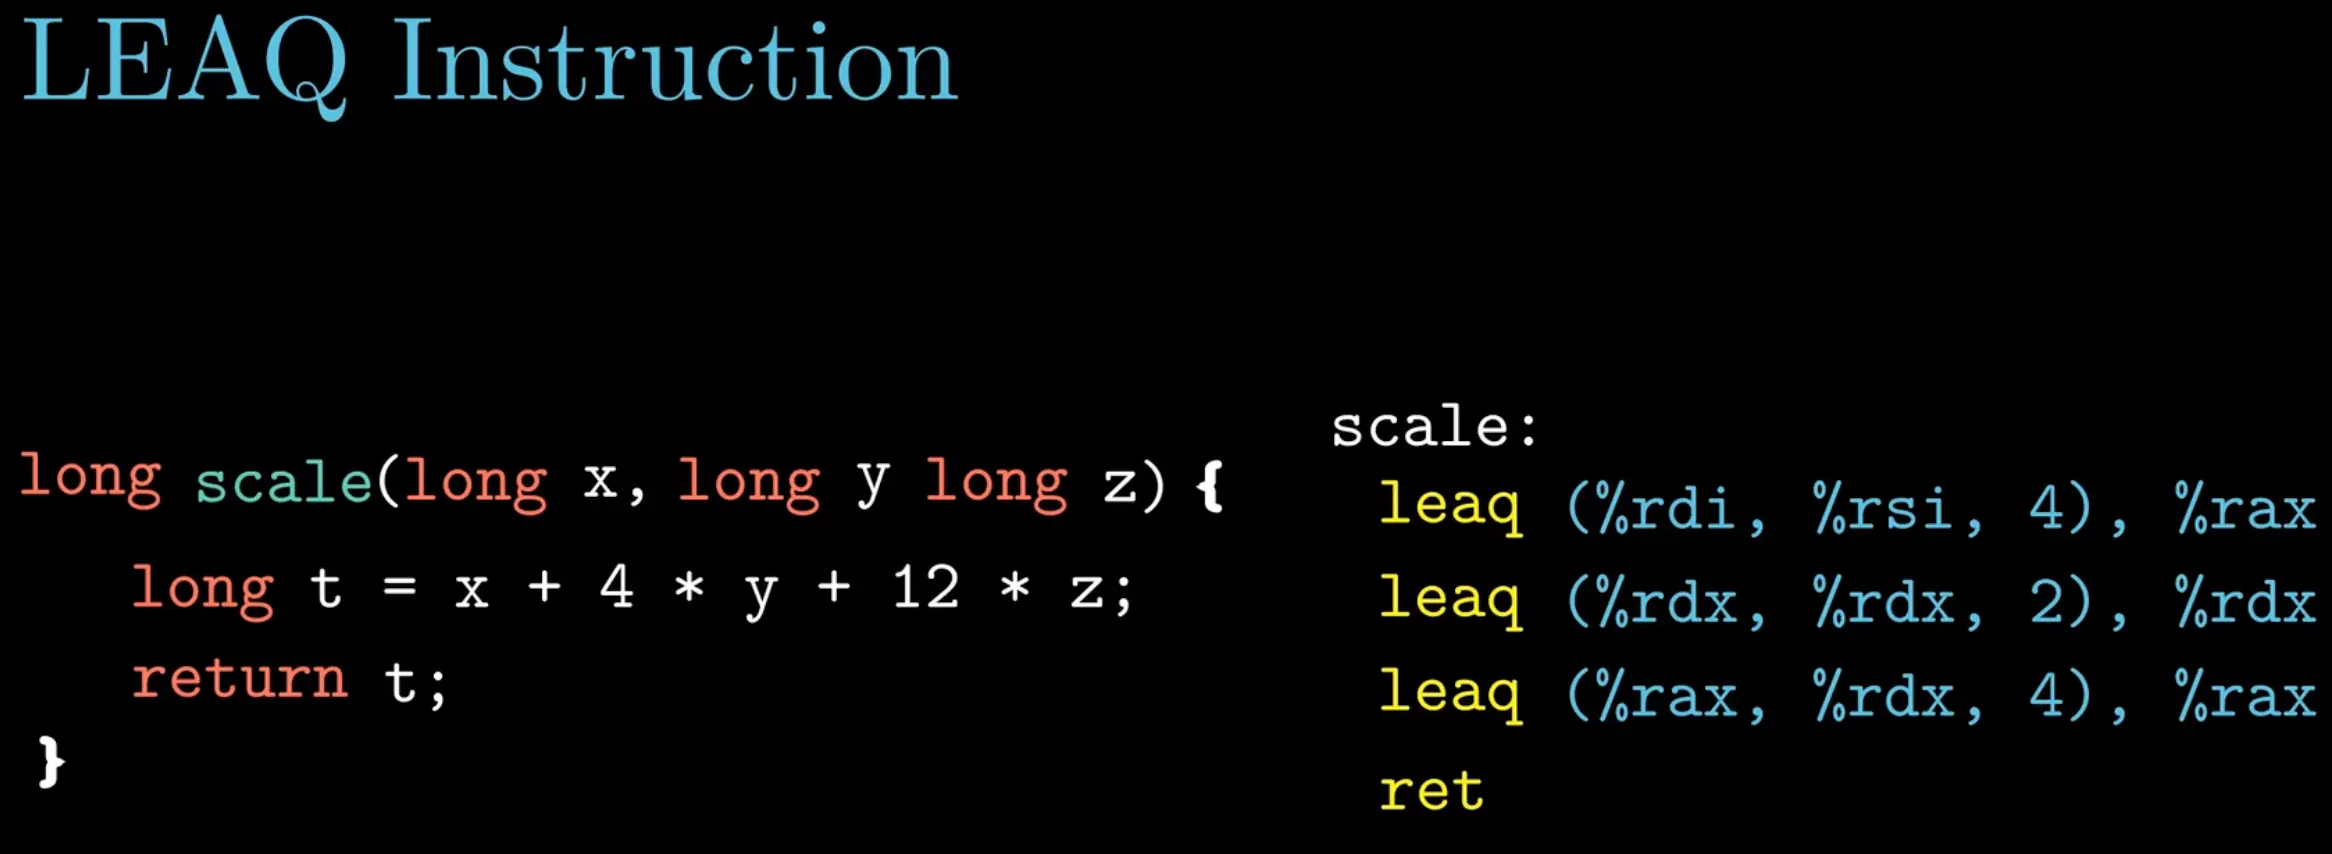 LEAQ Instruction
long scale(long x, long y long z) {
long t = x + 4 * y + 12 * z;
return t;
}
scale:
leaq (%rdi, %rsi, 4), %rax
leaq (%rdx, %rdx, 2), %rdx
leaq (%rax, %rdx, 4), %rax
ret